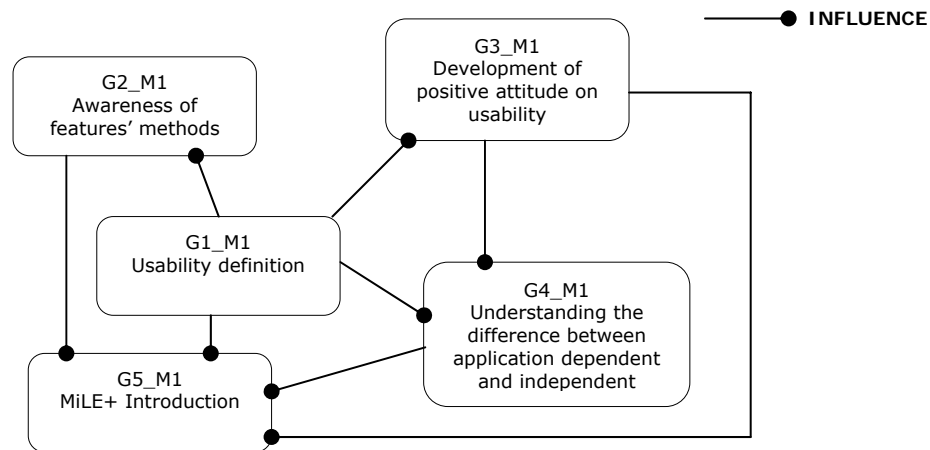 INFLUENCE
G3_M1
Development of
positive attitude on
usability
G2_M1
Awareness of
features’ methods
G1_M1
Usability definition
G4_M1
Understanding the
difference between
application dependent
and independent
G5_M1
MiLE+ Introduction